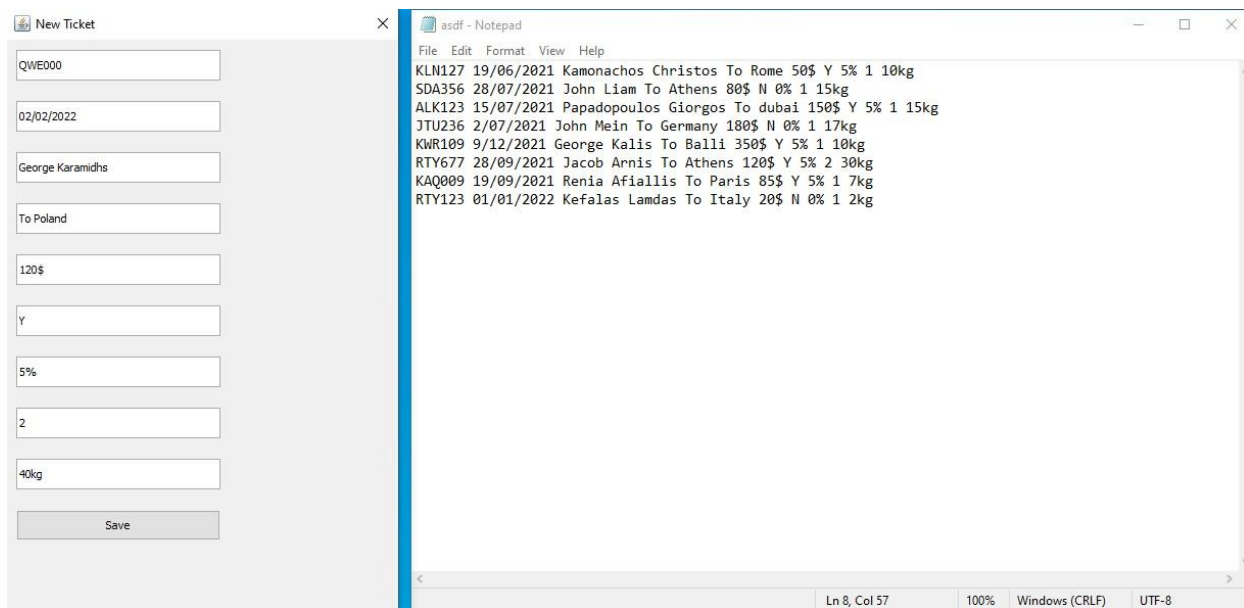 New Ticket
QWE000
02/02/2022
George Karamidhs
To Poland
120$
Y
5%
2
40kg
Save
asdf - Notepad
File Edit Format View Help
KLN127 19/06/2021 Kamonachos Christos To Rome 50$ Y 5% 1 10kg
SDA356 28/07/2021 John Liam To Athens 80$ N 0% 1 15kg
ALK123 15/07/2021 Papadopoulos Giorgos To dubai 150$ Y 5% 1 15kg
JTU236 2/07/2021 John Mein To Germany 180$ N 0% 1 17kg
KWR109 9/12/2021 George Kalis To Balli 350$ Y 5% 1 10kg
RTY677 28/09/2021 Jacob Arnis To Athens 120$ Y 5% 2 30kg
KAQ009 19/09/2021 Renia Afiallis To Paris 85$ Y 5% 1 7kg
RTY123 01/01/2022 Kefalas Lamdas To Italy 20$ N 0% 1 2kg
Ln 8, Col 57 100% Windows (CRLF) UTF-8